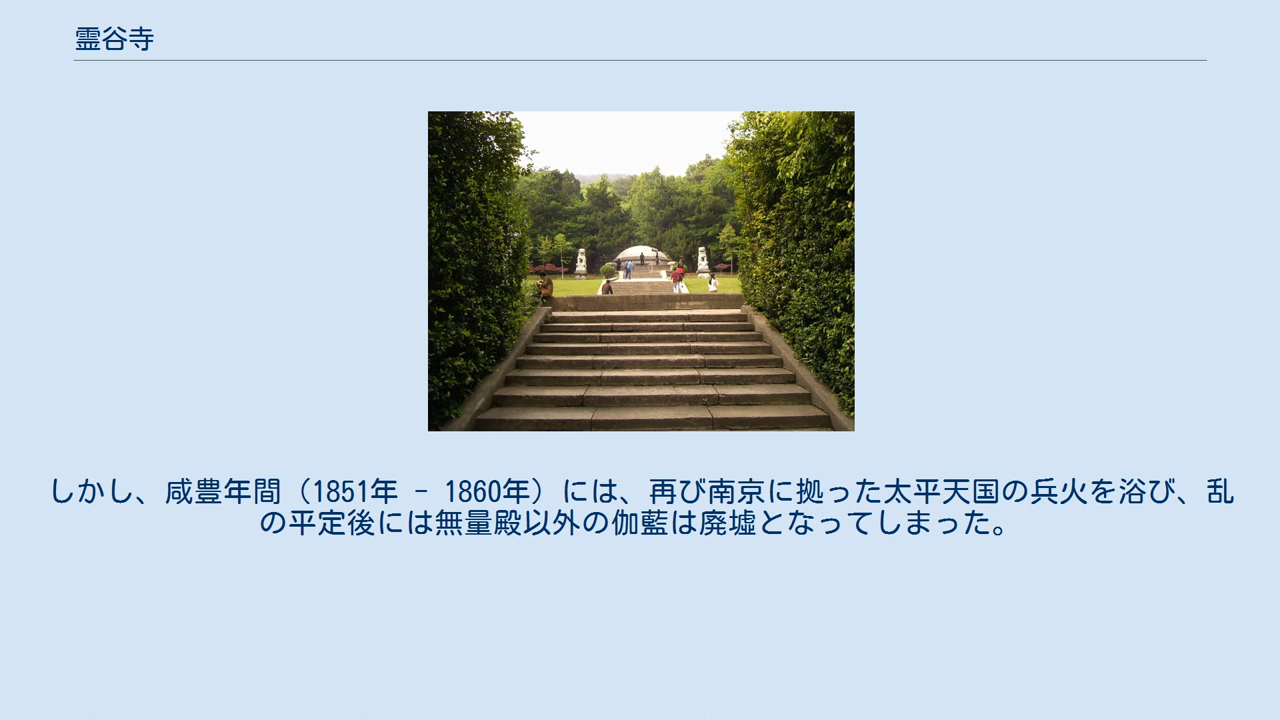 霊谷寺
しかし、咸豊年間（1851年 - 1860年）には、再び南京に拠った太平天国の兵火を浴び、乱
の平定後には無量殿以外の伽藍は廃墟となってしまった。